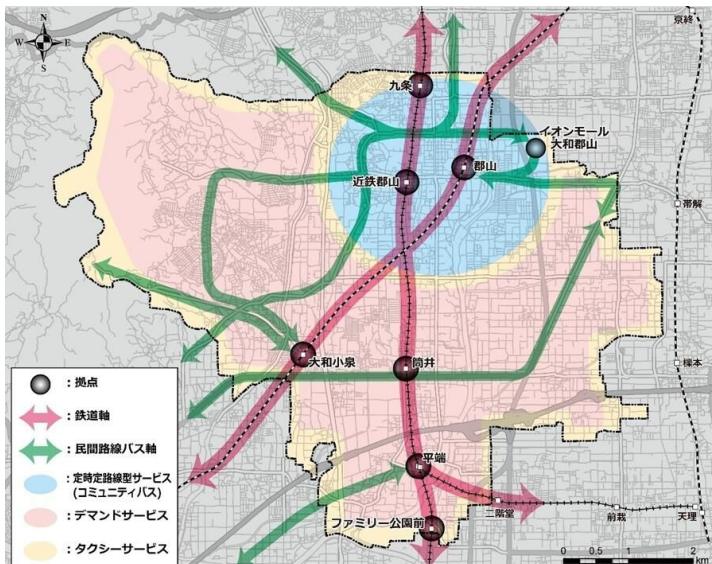 N
W
E
S
京終
九条
イオンモール
大和郡山
郡山
近鉄郡山
帯解
大和小泉
筒井
櫟本
平端
二階堂
前栽
天理
ファミリー公園前
:拠点
:鉄道軸
:民間路線バス軸
:定時定路線型サービス
(コミュニティバス)
:デマンドサービス
:タクシーサービス
0 0.5 1 2
km